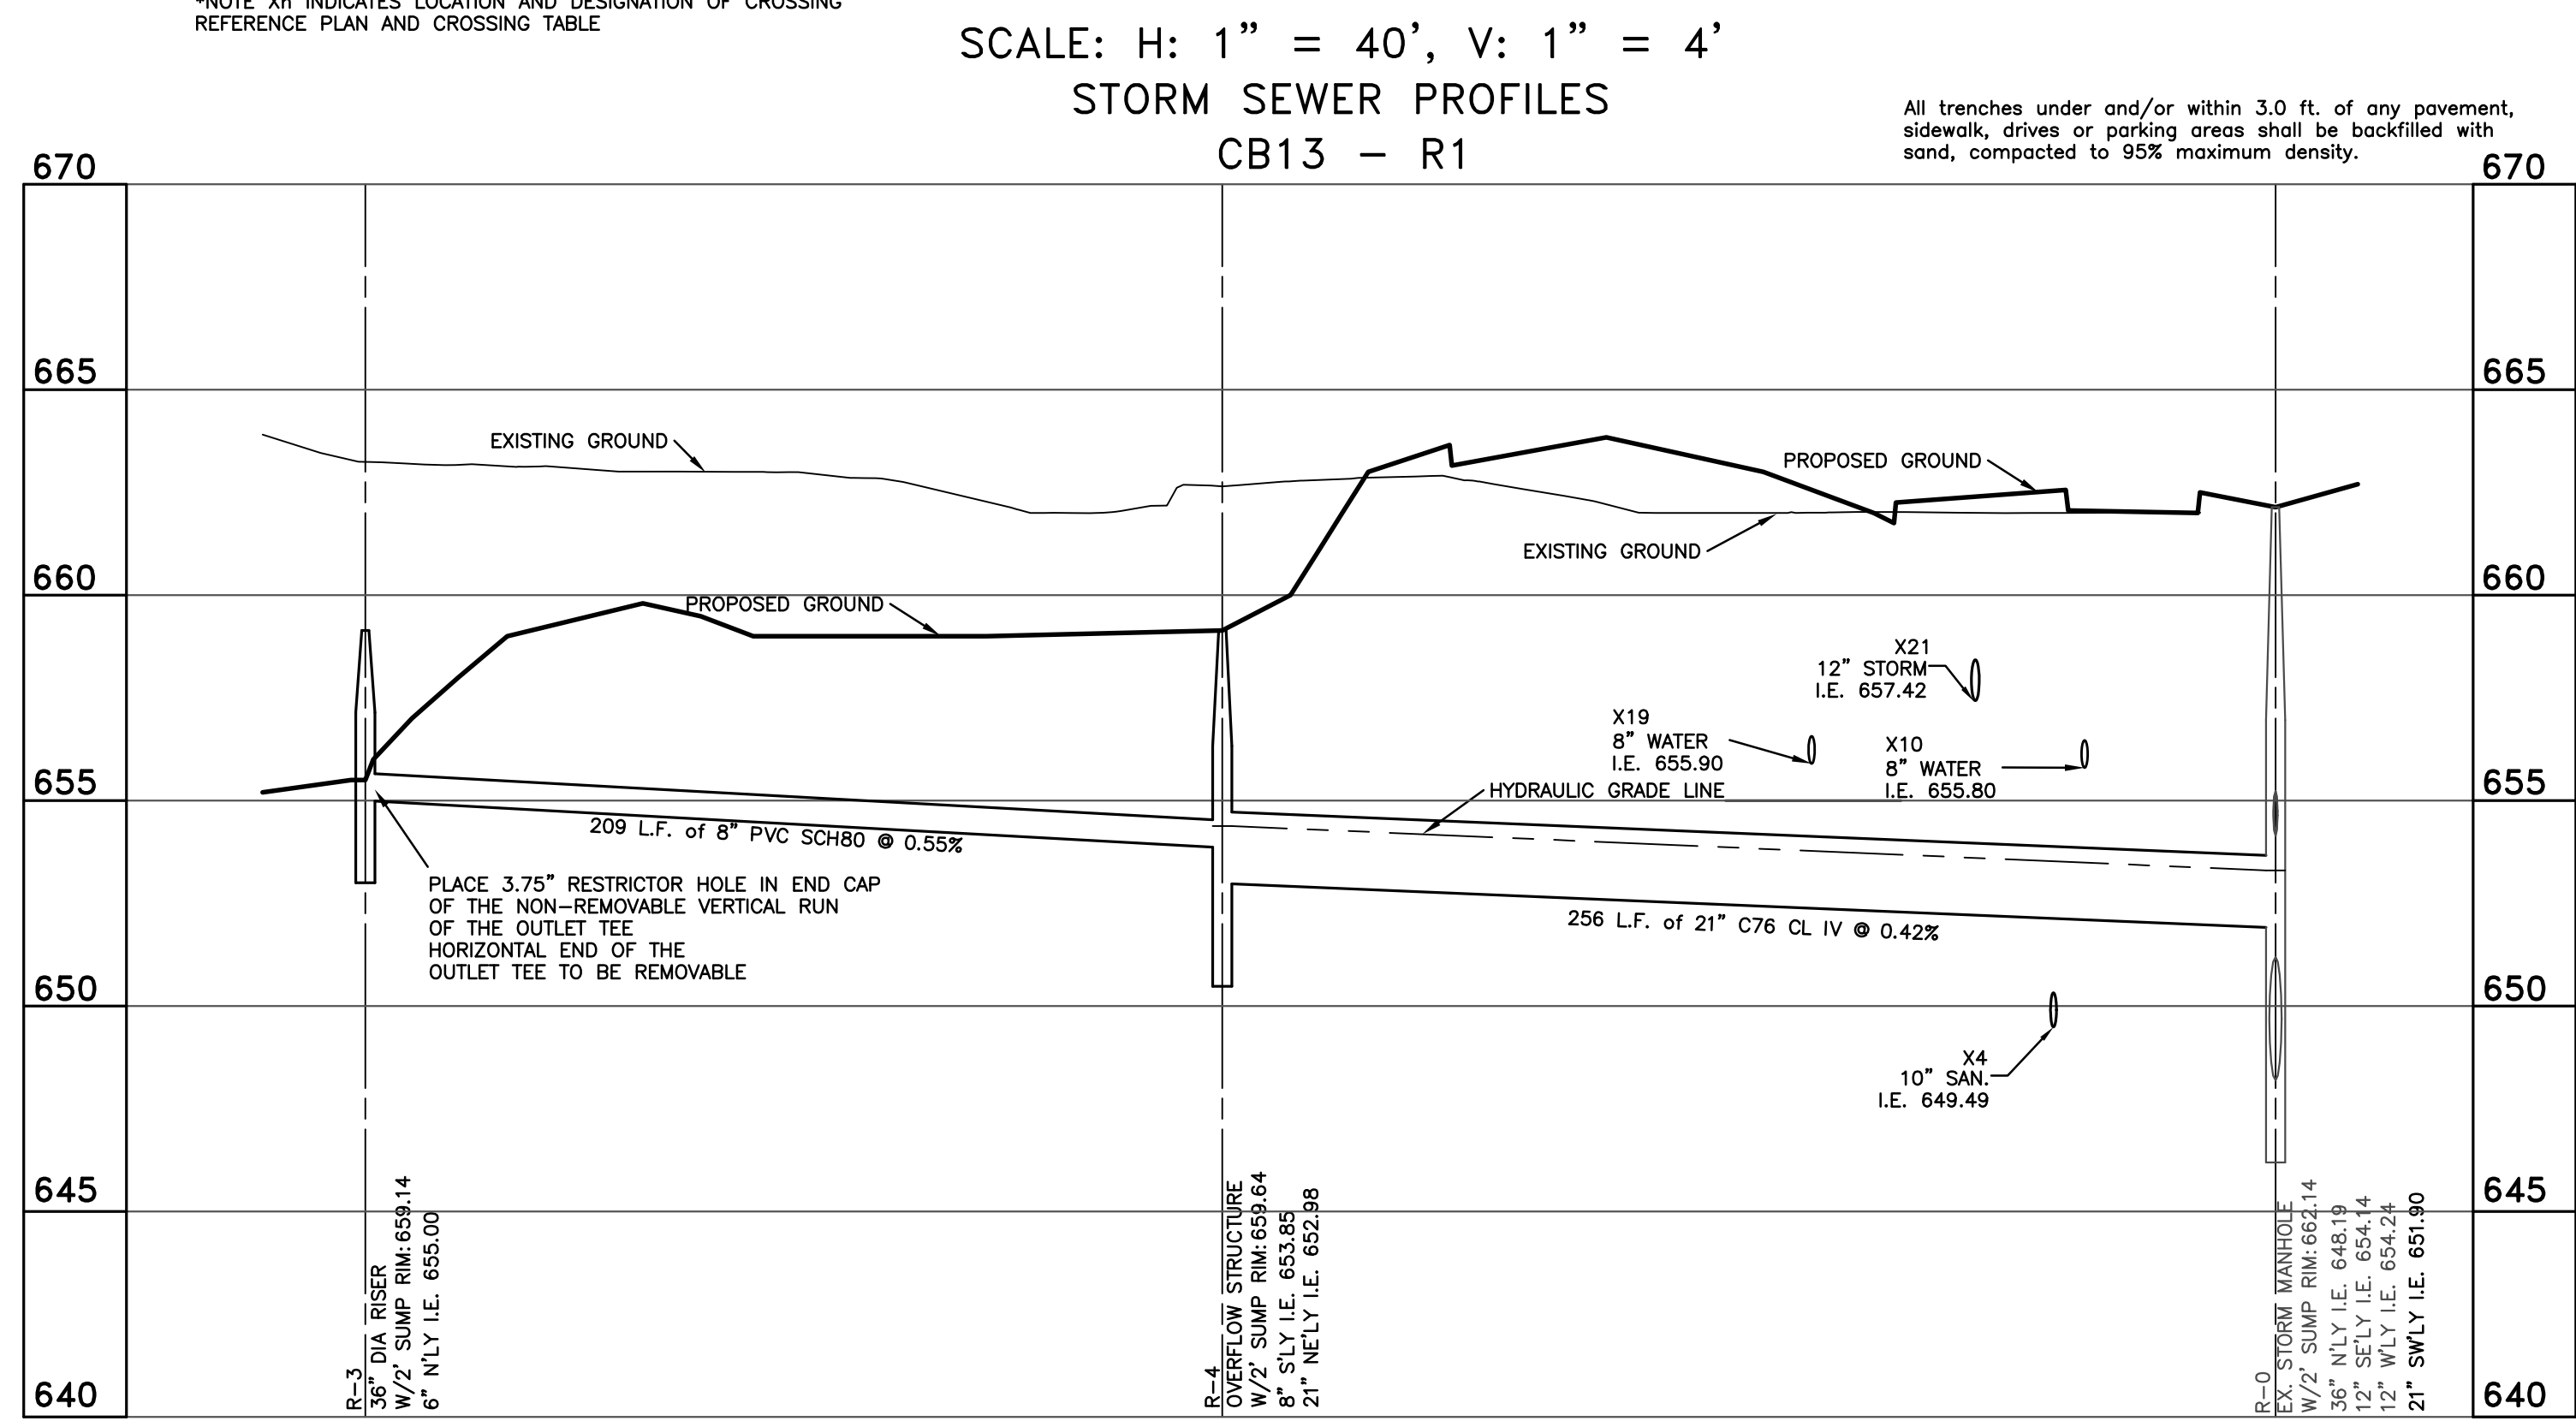 *NOTE Xn INDICATES LOCATION AND DESIGNATION OF CROSSING
REFERENCE PLAN AND CROSSING TABLE
SCALE: H: 1” = 40’, V: 1” = 4’
STORM SEWER PROFILES
CB13 – R1
All trenches under and/or within 3.0 ft. of any pavement,
sidewalk, drives or parking areas shall be backfilled with
sand, compacted to 95% maximum density.
670
670
665
665
EXISTING GROUND
PROPOSED GROUND
EXISTING GROUND
660
660
PROPOSED GROUND
X21
12” STORM
I.E. 657.42
X19
8” WATER
I.E. 655.90
X10
8” WATER
I.E. 655.80
655
655
HYDRAULIC GRADE LINE
209 L.F. of 8” PVC SCH80 @ 0.55%
PLACE 3.75” RESTRICTOR HOLE IN END CAP
OF THE NON–REMOVABLE VERTICAL RUN
OF THE OUTLET TEE
HORIZONTAL END OF THE
OUTLET TEE TO BE REMOVABLE
256 L.F. of 21” C76 CL IV @ 0.42%
650
650
X4
10” SAN.
I.E. 649.49
645
645
R–3
36” DIA RISER
W/2’ SUMP RIM:659.14
6” N’LY I.E. 655.00
R–4
OVERFLOW STRUCTURE
W/2’ SUMP RIM:659.64
8” S’LY I.E. 653.85
21” NE’LY I.E. 652.98
R–0
EX. STORM MANHOLE
W/2’ SUMP RIM:662.14
36” N’LY I.E. 648.19
12” SE’LY I.E. 654.14
12” W’LY I.E. 654.24
21” SW’LY I.E. 651.90
640
640